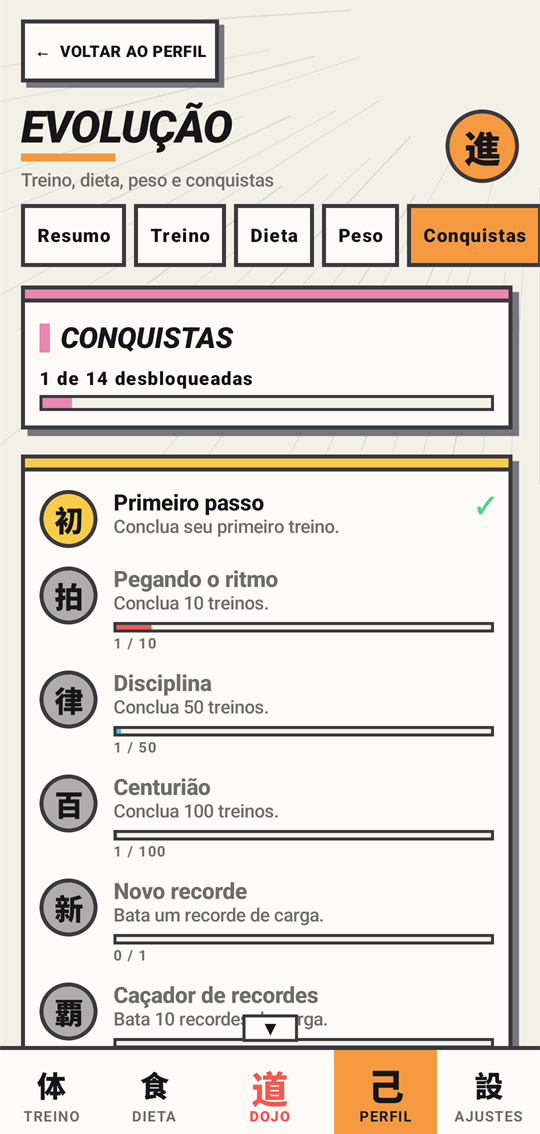 ← VOLTAR AO PERFIL
EVOLUÇÃO
進
Treino, dieta, peso e conquistas
Resumo Treino Dieta Peso Conquistas
CONQUISTAS
1 de 14 desbloqueadas
初 Primeiro passo ✓
Conclua seu primeiro treino.
拍 Pegando o ritmo
Conclua 10 treinos.
1 / 10
律 Disciplina
Conclua 50 treinos.
1 / 50
百 Centurião
Conclua 100 treinos.
1 / 100
新 Novo recorde
Bata um recorde de carga.
0 / 1
覇 Caçador de recordes
Bata 10 recordes rga.
▼
体 食 道 己 設
TREINO DIETA DOJO PERFIL AJUSTES